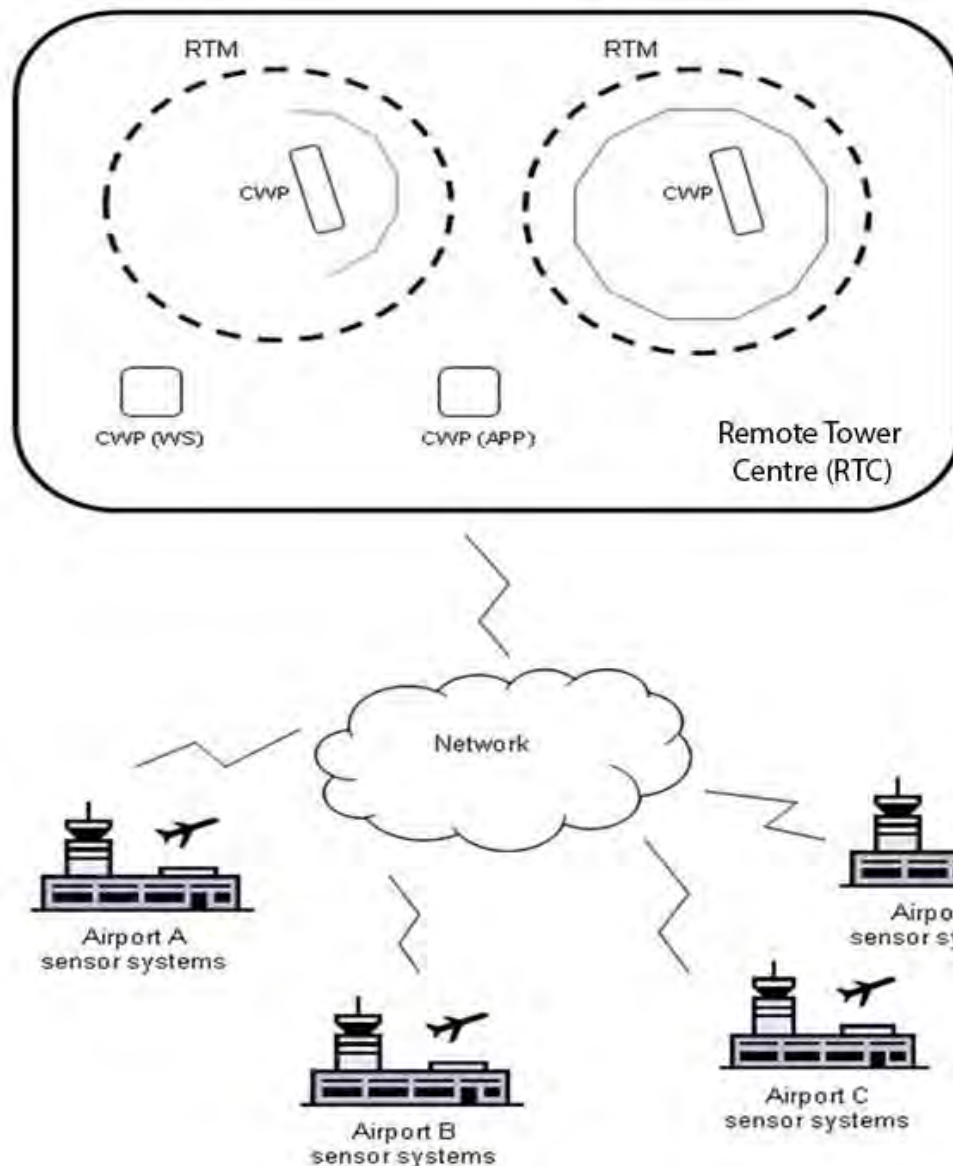 RTM
RTM
CWP
CWP
CWP (WS)
CWP (APP)
Remote Tower
Centre (RTC)
Network
Airport A
sensor systems
Airport B
sensor systems
Airport C
sensor systems
sensor